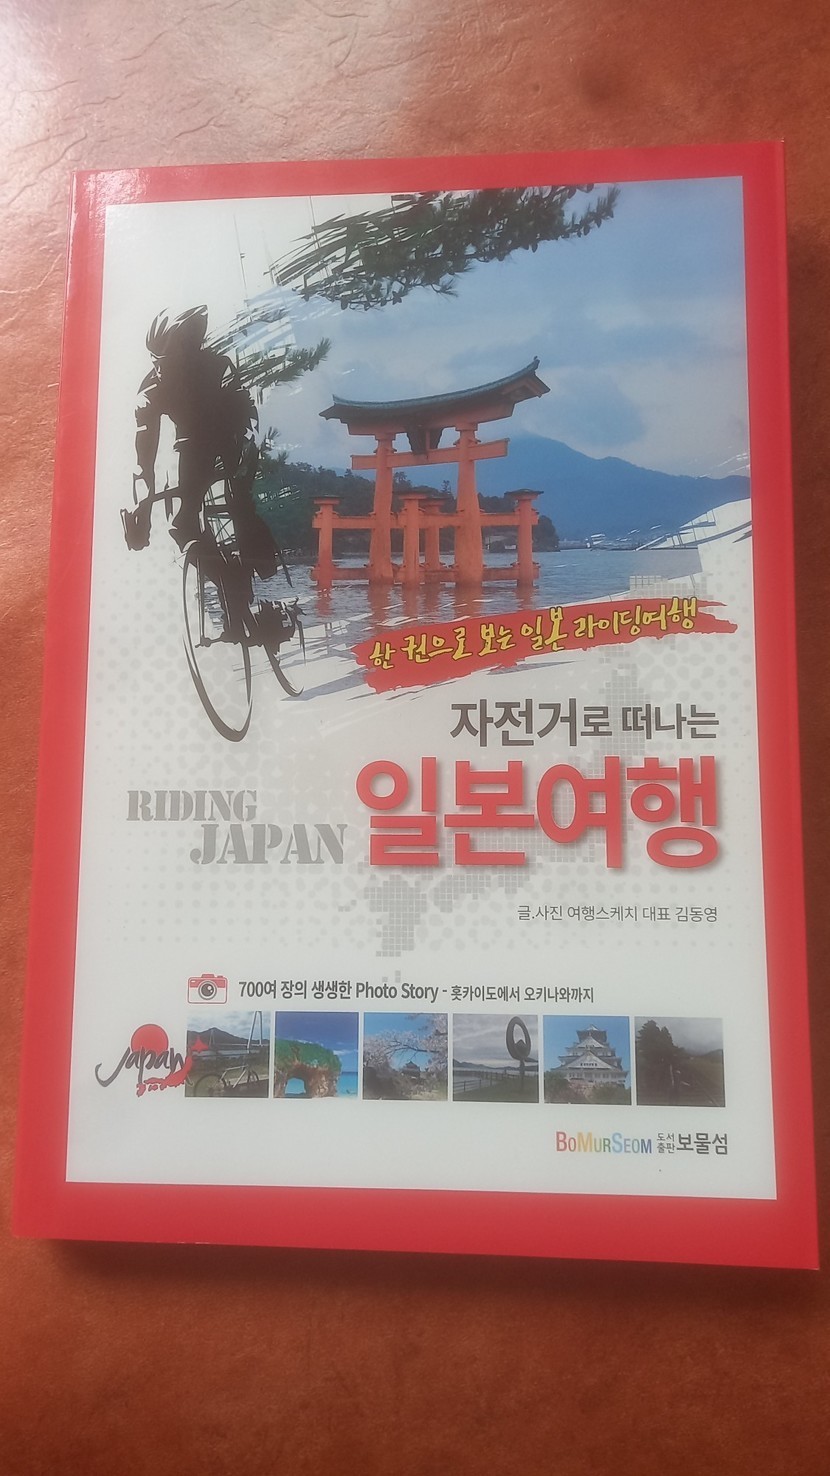 한 권으로 보는 일본 라이딩여행
자전거로 떠나는
RIDING
JAPAN
일본여행
글.사진 여행스케치 대표 김동영
700여 장의 생생한 Photo Story - 홋카이도에서 오키나와까지
Japan
BOMURSEOM 도서출판 보물섬